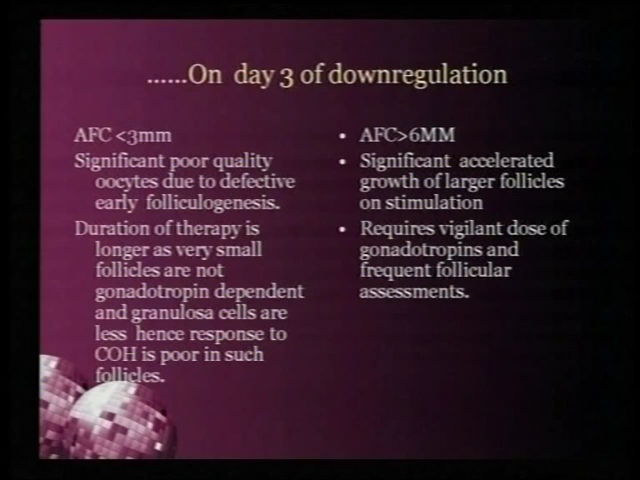 ......On day 3 of downregulation
AFC <3mm
Significant poor quality
oocytes due to defective
early folliculogenesis.
Duration of therapy is
longer as very small
follicles are not
gonadotropin dependent
and granulosa cells are
less hence response to
COH is poor in such
follicles.
• AFC>6MM
• Significant accelerated
growth of larger follicles
on stimulation
• Requires vigilant dose of
gonadotropins and
frequent follicular
assessments.